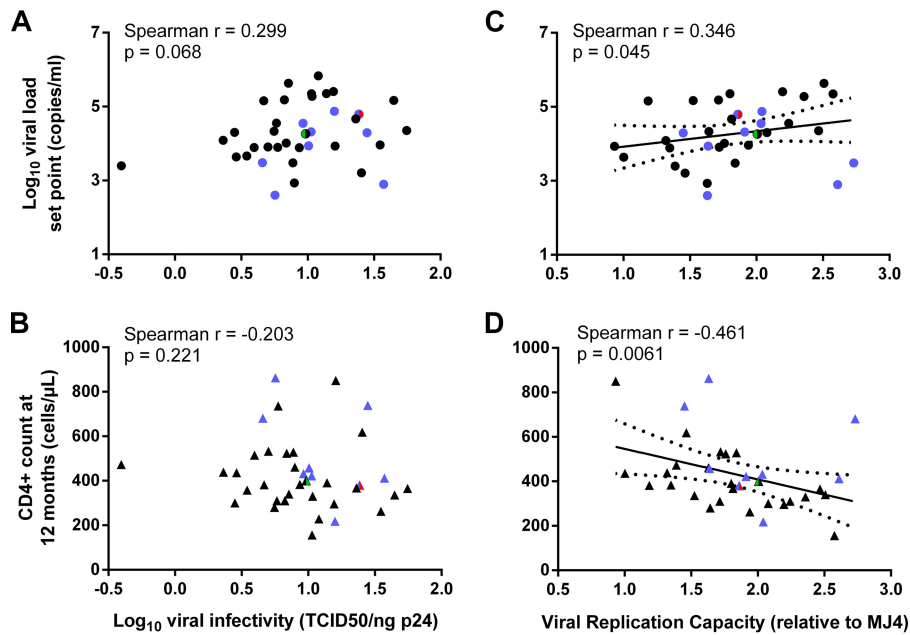 A
Spearman r = 0.299
p = 0.068
Log10 viral load
set point (copies/ml)
7
5
3
1
-0.5 0.0 0.5 1.0 1.5 2.0
C
Spearman r = 0.346
p = 0.045
7
5
3
1
0.5 1.0 1.5 2.0 2.5 3.0
B
Spearman r = -0.203
p = 0.221
CD4+ count at
12 months (cells/µL)
1000
800
600
400
200
0
-0.5 0.0 0.5 1.0 1.5 2.0
Log10 viral infectivity (TCID50/ng p24)
D
Spearman r = -0.461
p = 0.0061
1000
800
600
400
200
0
0.5 1.0 1.5 2.0 2.5 3.0
Viral Replication Capacity (relative to MJ4)